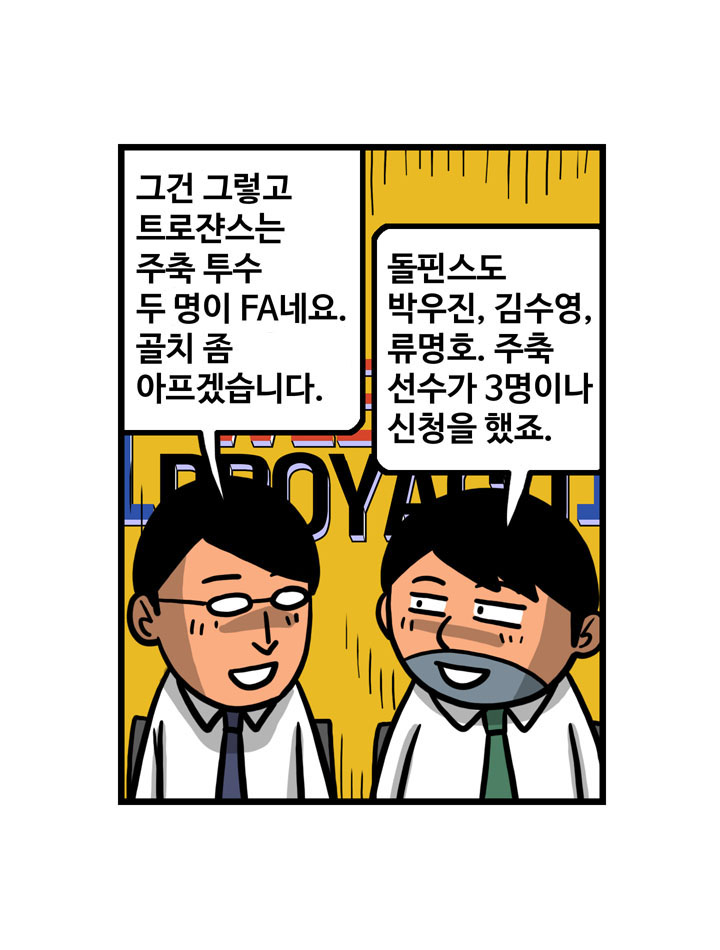 그건 그렇고
트로쟌스는
주축 투수
두 명이 FA네요.
골치 좀
아프겠습니다.
돌핀스도
박우진, 김수영,
류명호. 주축
선수가 3명이나
신청을 했죠.